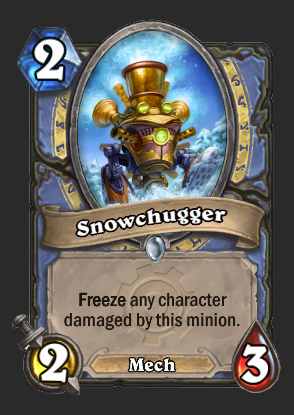 2
Snowchugger
Freeze any character
damaged by this minion.
2
Mech
3